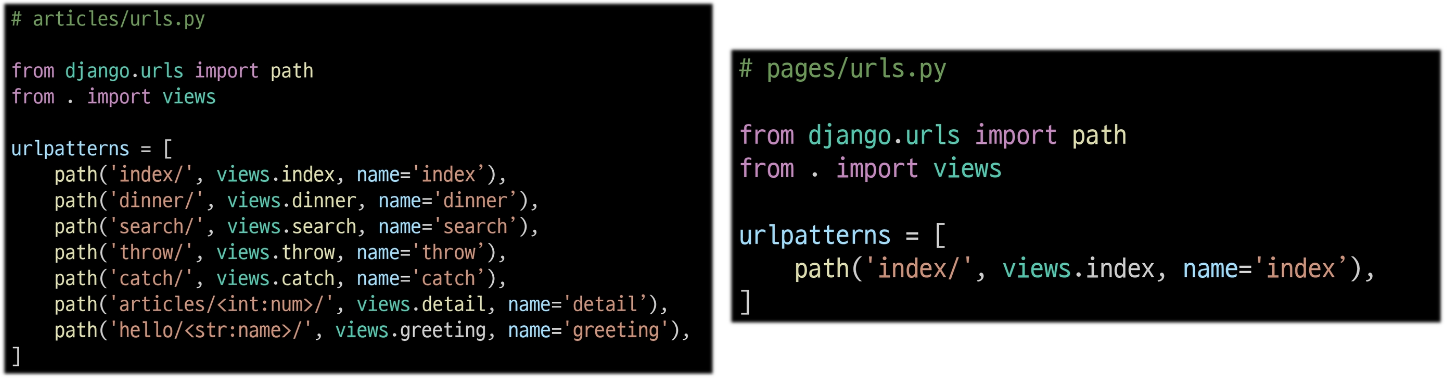 # articles/urls.py
from django.urls import path
from . import views
urlpatterns = [
    path('index/', views.index, name='index’),
    path('dinner/', views.dinner, name='dinner’),
    path('search/', views.search, name='search’),
    path('throw/', views.throw, name='throw’),
    path('catch/', views.catch, name='catch’),
    path('articles/<int:num>/', views.detail, name='detail’),
    path('hello/<str:name>/', views.greeting, name='greeting'),
]
# pages/urls.py
from django.urls import path
from . import views
urlpatterns = [
    path('index/', views.index, name='index’),
]